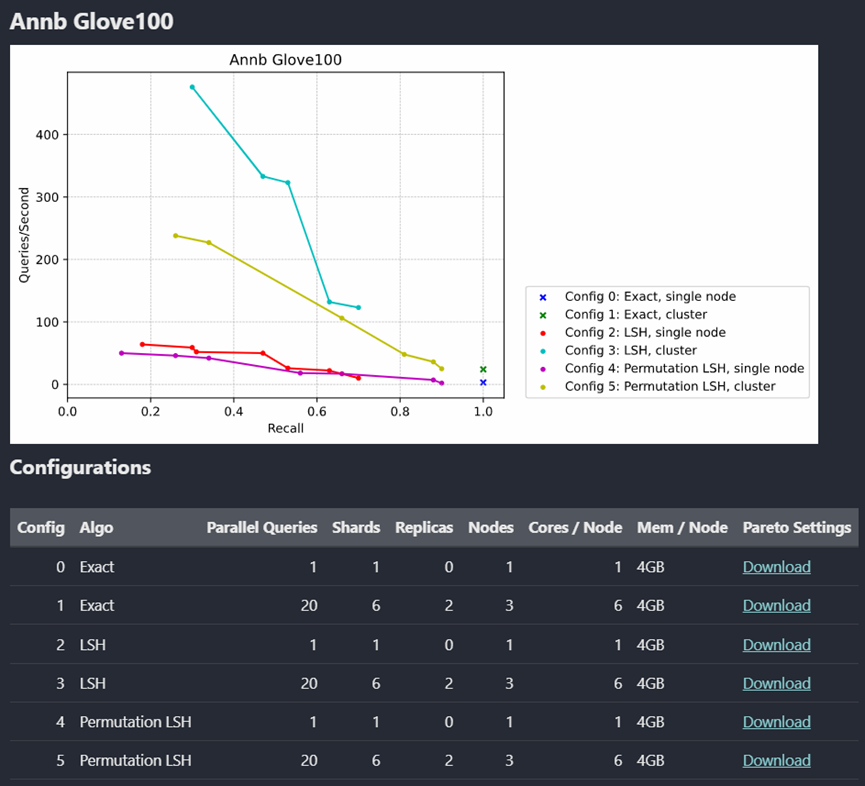 Annb Glove100
Annb Glove100
Queries/Second
400
300
200
100
0
0.0 0.2 0.4 0.6 0.8 1.0
Recall
Config 0: Exact, single node
Config 1: Exact, cluster
Config 2: LSH, single node
Config 3: LSH, cluster
Config 4: Permutation LSH, single node
Config 5: Permutation LSH, cluster
Configurations
Config Algo Parallel Queries Shards Replicas Nodes Cores / Node Mem / Node Pareto Settings
0 Exact 1 1 0 1 1 4GB Download
1 Exact 20 6 2 3 6 4GB Download
2 LSH 1 1 0 1 1 4GB Download
3 LSH 20 6 2 3 6 4GB Download
4 Permutation LSH 1 1 0 1 1 4GB Download
5 Permutation LSH 20 6 2 3 6 4GB Download